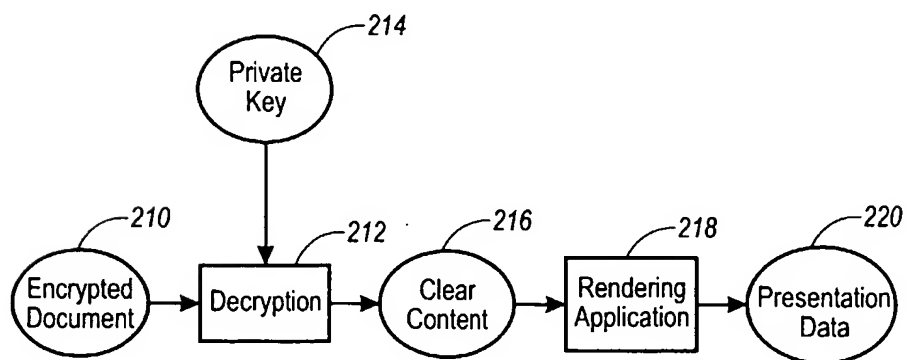 214
Private
Key
210
212
216
218
220
Encrypted
Document
Decryption
Clear
Content
Rendering
Application
Presentation
Data